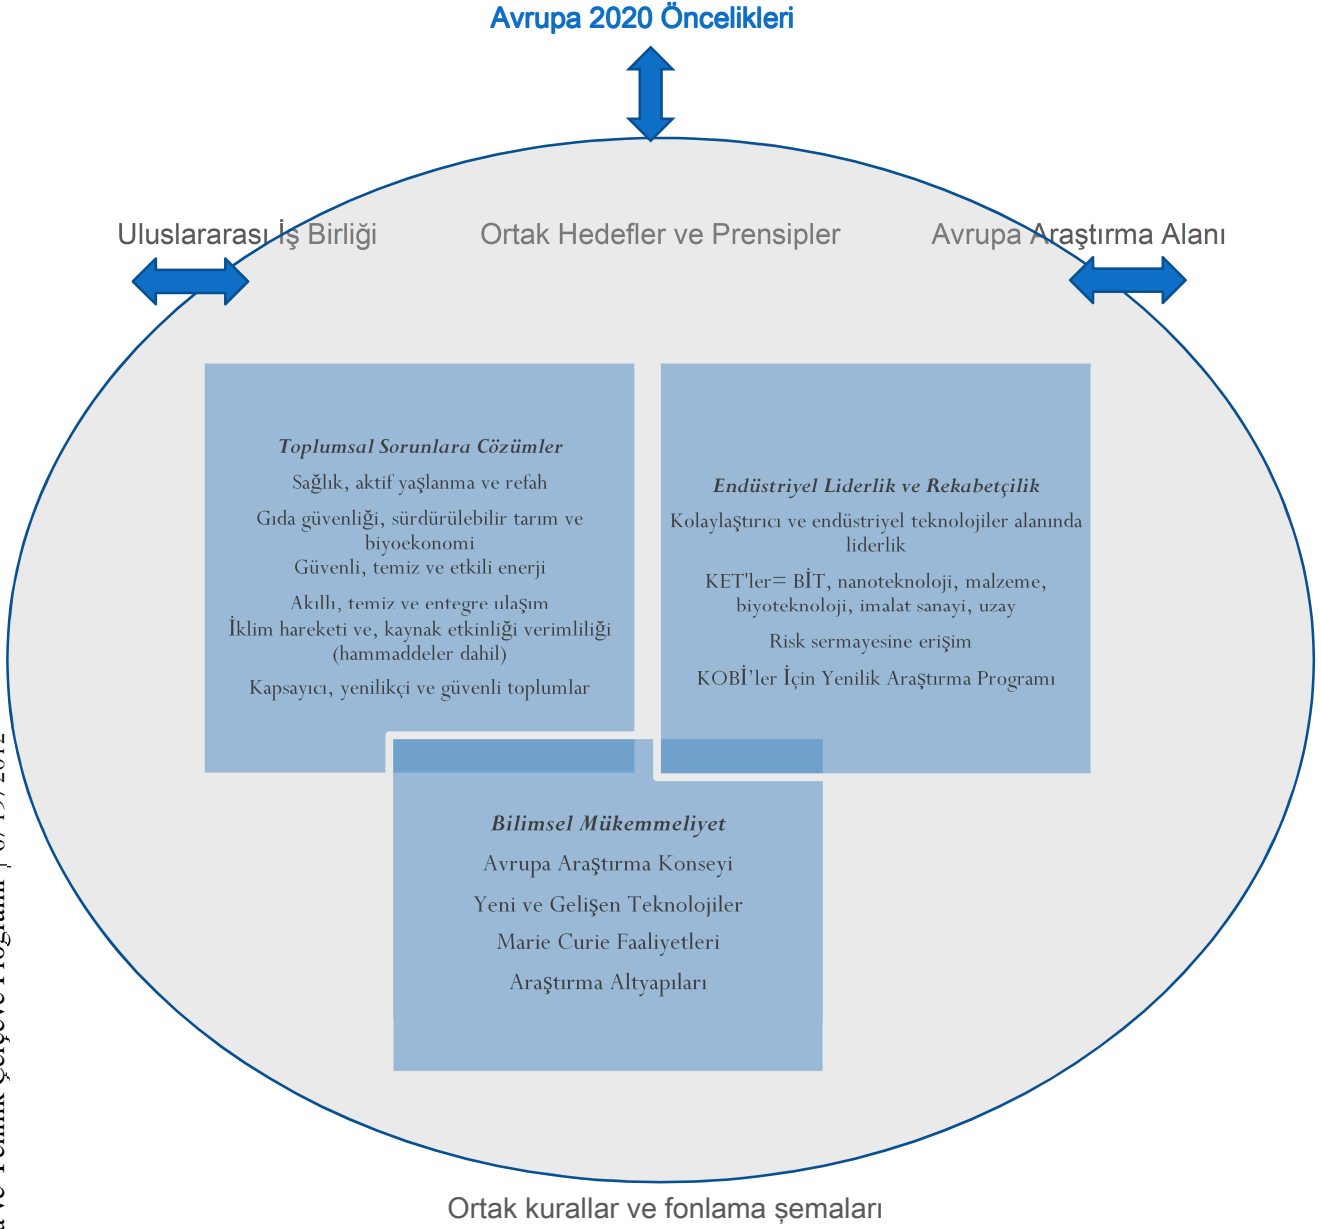 Avrupa 2020 Öncelikleri
Uluslararası İş Birliği
Ortak Hedefler ve Prensipler
Avrupa Araştırma Alanı
Toplumsal Sorunlara Cözümler
Sağlık, aktif yaşlanma ve refah
Gıda güvenliği, sürdürülebilir tarım ve
biyoekonomi
Güvenli, temiz ve etkili enerji
Akıllı, temiz ve entegre ulaşım
İklim hareketi ve, kaynak etkinliği verimliliği
(hammaddeler dahil)
Kapsayıcı, yenilikçi ve güvenli toplumlar
Endüstriyel Liderlik ve Rekabetçilik
Kolaylaştırıcı ve endüstriyel teknolojiler alanında
liderlik
KET'ler= BİT, nanoteknoloji, malzeme,
biyoteknoloji, imalat sanayi, uzay
Risk sermayesine erişim
KOBİ’ler İçin Yenilik Araştırma Programı
Bilimsel Mükemmeliyet
Avrupa Araştırma Konseyi
Yeni ve Gelişen Teknolojiler
Marie Curie Faaliyetleri
Araştırma Altyapıları
Ortak kurallar ve fonlama şemaları
ve Yenilik Çerçeve Programı |